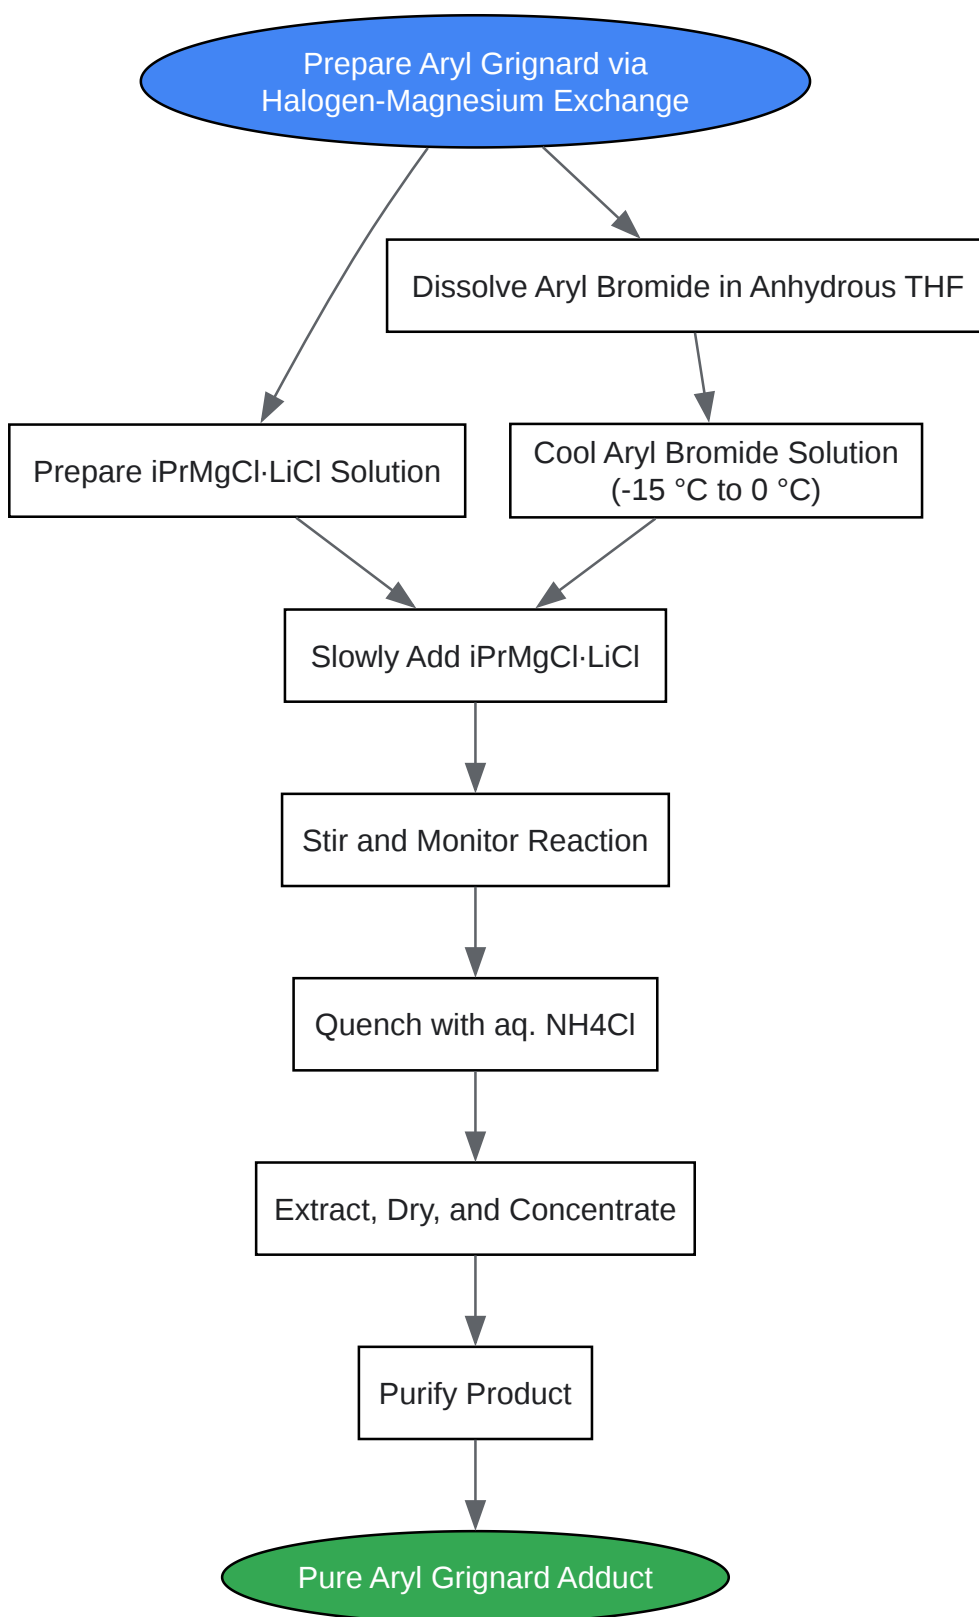 Prepare Aryl Grignard via
Halogen-Magnesium Exchange
Dissolve Aryl Bromide in Anhydrous THF
Prepare iPrMgCl·LiCl Solution
Cool Aryl Bromide Solution
(-15 °C to 0 °C)
Slowly Add iPrMgCl·LiCl
Stir and Monitor Reaction
Quench with aq. NH4Cl
Extract, Dry, and Concentrate
Purify Product
Pure Aryl Grignard Adduct